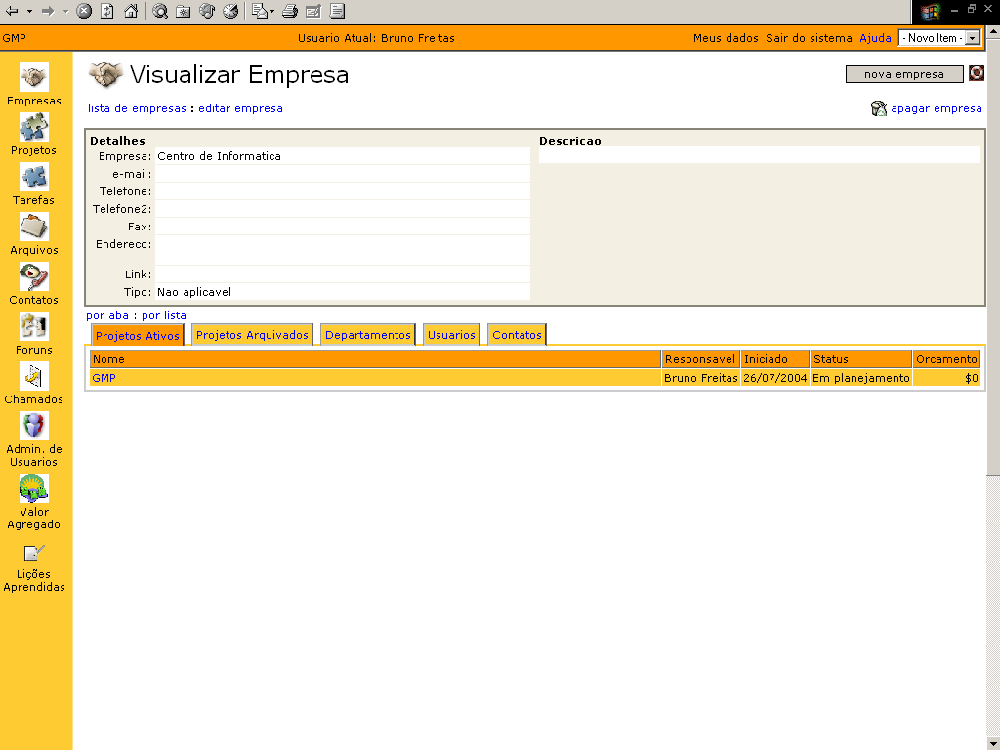 GMP Usuario Atual: Bruno Freitas Meus dados Sair do sistema Ajuda - Novo Item -
Empresas
Projetos
Tarefas
Arquivos
Contatos
Foruns
Chamados
Admin. de
Usuarios
Valor
Agregado
Lições
Aprendidas
Visualizar Empresa nova empresa
lista de empresas : editar empresa apagar empresa
Detalhes Descricao
Empresa: Centro de Informatica
e-mail:
Telefone:
Telefone2:
Fax:
Endereco:
Link:
Tipo: Nao aplicavel
por aba : por lista
Projetos Ativos Projetos Arquivados Departamentos Usuarios Contatos
Nome Responsavel Iniciado Status Orcamento
GMP Bruno Freitas 26/07/2004 Em planejamento $0